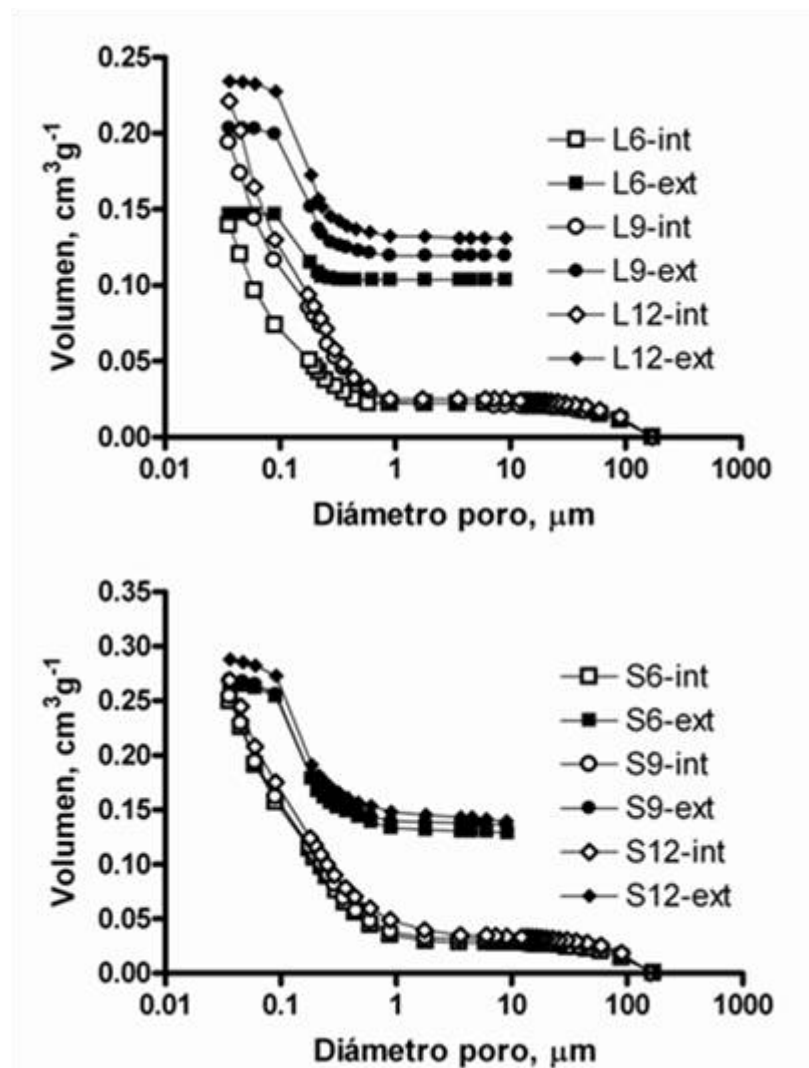 0.25
0.20
0.15
0.10
0.05
0.00
Volumen, cm³g⁻¹
L6-int
L6-ext
L9-int
L9-ext
L12-int
L12-ext
0.01 0.1 1 10 100 1000
Diámetro poro, μm
0.35
0.30
0.25
0.20
0.15
0.10
0.05
0.00
Volumen, cm³g⁻¹
S6-int
S6-ext
S9-int
S9-ext
S12-int
S12-ext
0.01 0.1 1 10 100 1000
Diámetro poro, μm